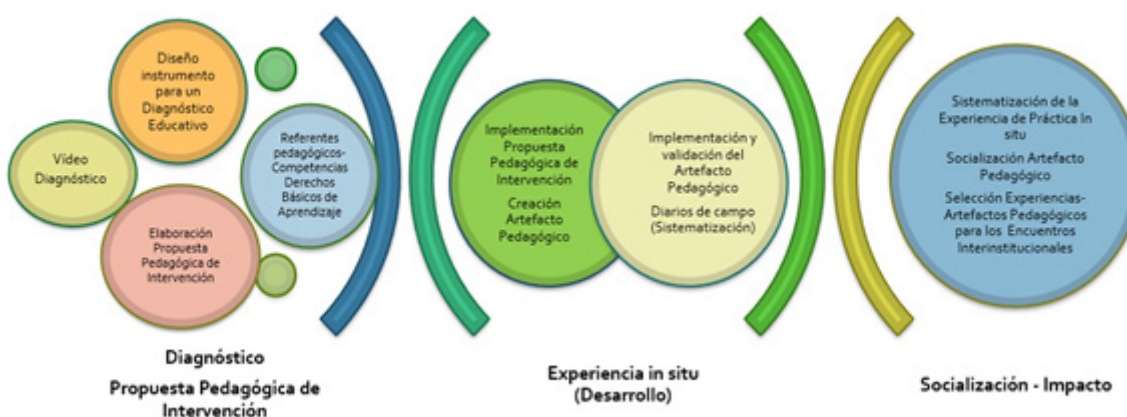 Diseño
instrumento
para un
Diagnóstico
Educativo
Vídeo
Diagnóstico
Referentes
pedagógicos-
Competencias
Derechos
Básicos de
Aprendizaje
Elaboración
Propuesta
Pedagógica de
Intervención
Diagnóstico
Propuesta Pedagógica de
Intervención
Implementación
Propuesta
Pedagógica de
Intervención
Creación
Artefacto
Pedagógico
Implementación y
validación del
Artefacto
Pedagógico
Diarios de campo
(Sistematización)
Experiencia in situ
(Desarrollo)
Sistematización de la
Experiencia de Práctica In
situ
Socialización Artefacto
Pedagógico
Selección Experiencias-
Artefactos Pedagógicos
para los Encuentros
Interinstitucionales
Socialización - Impacto